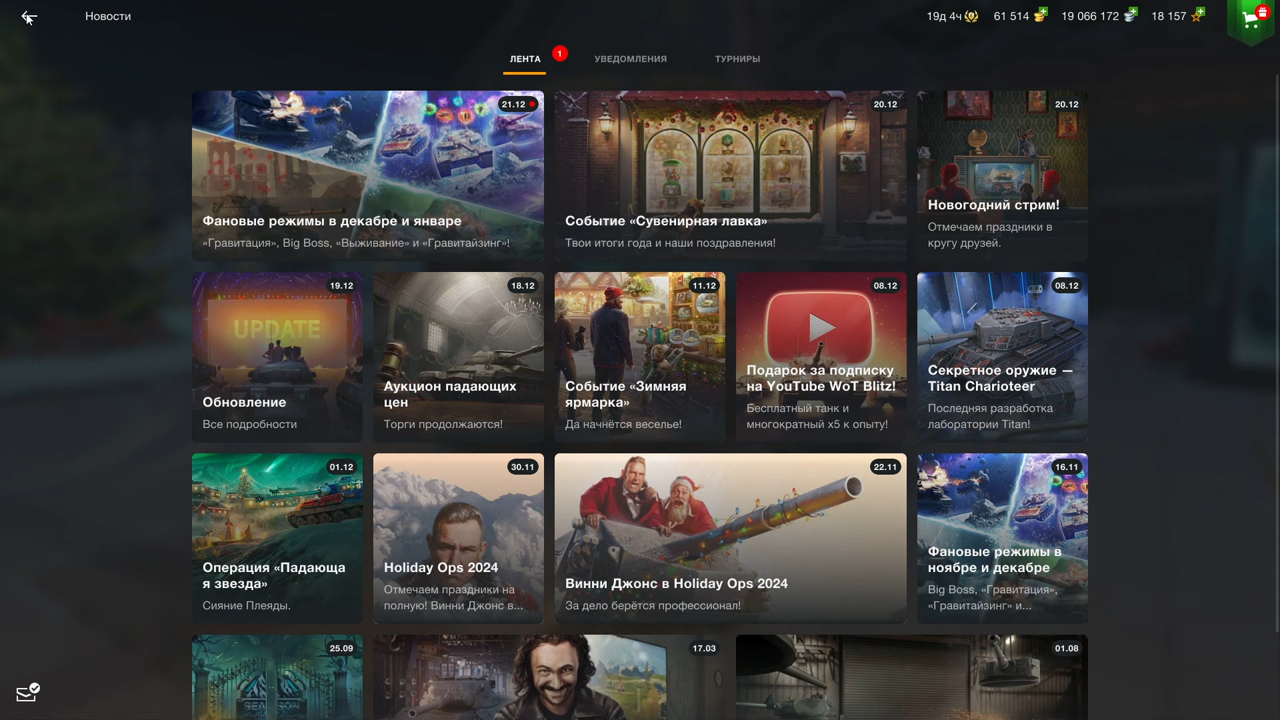 Новости
19д 4ч
61 514
19 066 172
18 157
ЛЕНТА
1
УВЕДОМЛЕНИЯ
ТУРНИРЫ
21.12
Фановые режимы в декабре и январе
«Гравитация», Big Boss, «Выживание» и «Гравитайзинг»!
20.12
Событие «Сувенирная лавка»
Твои итоги года и наши поздравления!
20.12
Новогодний стрим!
Отмечаем праздники в
кругу друзей.
19.12
UPDATE
Обновление
Все подробности
18.12
Аукцион падающих
цен
Торги продолжаются!
11.12
Событие «Зимняя
ярмарка»
Да начнётся веселье!
08.12
Подарок за подписку
на YouTube WoT Blitz!
Бесплатный танк и
многократный x5 к опыту!
08.12
Секретное оружие —
Titan Charioteer
Последняя разработка
лаборатории Titan!
01.12
Операция «Падающа
я звезда»
Сияние Плеяды.
30.11
Holiday Ops 2024
Отмечаем праздники на
полную! Винни Джонс в...
22.11
Винни Джонс в Holiday Ops 2024
За дело берётся профессионал!
16.11
Фановые режимы в
ноябре и декабре
Big Boss, «Гравитация»,
«Гравитайзинг» и...
25.09
17.03
01.08